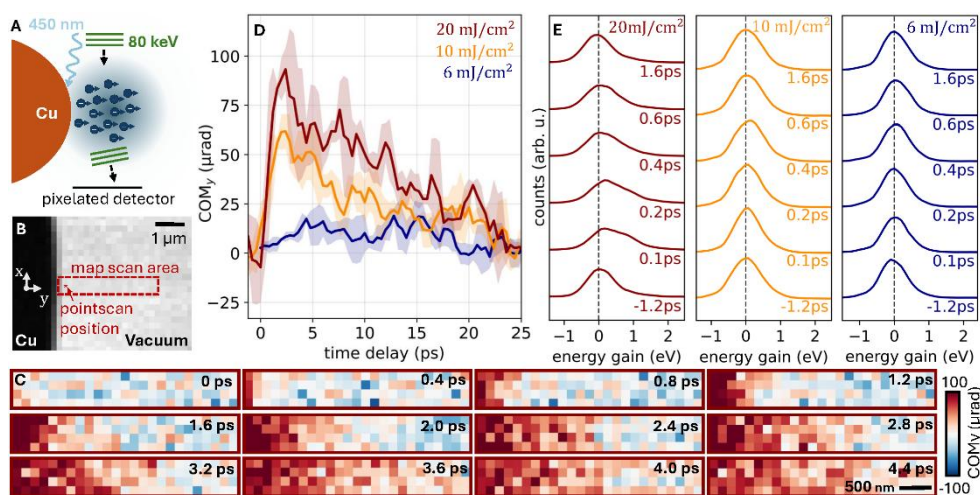 A
450 nm
80 keV
Cu
pixelated detector
B
1 µm
x
y
map scan area
pointscan
position
Cu
Vacuum
D
20 mJ/cm²
10 mJ/cm²
6 mJ/cm²
100
75
50
25
0
−25
COMy (µrad)
0 5 10 15 20 25
time delay (ps)
E
counts (arb. u.)
20mJ/cm²
1.6ps
0.6ps
0.4ps
0.2ps
0.1ps
-1.2ps
−1 0 1 2
energy gain (eV)
10 mJ/cm²
1.6ps
0.6ps
0.4ps
0.2ps
0.1ps
-1.2ps
−1 0 1 2
energy gain (eV)
6 mJ/cm²
1.6ps
0.6ps
0.4ps
0.2ps
0.1ps
-1.2ps
−1 0 1 2
energy gain (eV)
C
0 ps
0.4 ps
0.8 ps
1.2 ps
1.6 ps
2.0 ps
2.4 ps
2.8 ps
3.2 ps
3.6 ps
4.0 ps
4.4 ps
500 nm
100
COMy (µrad)
-100